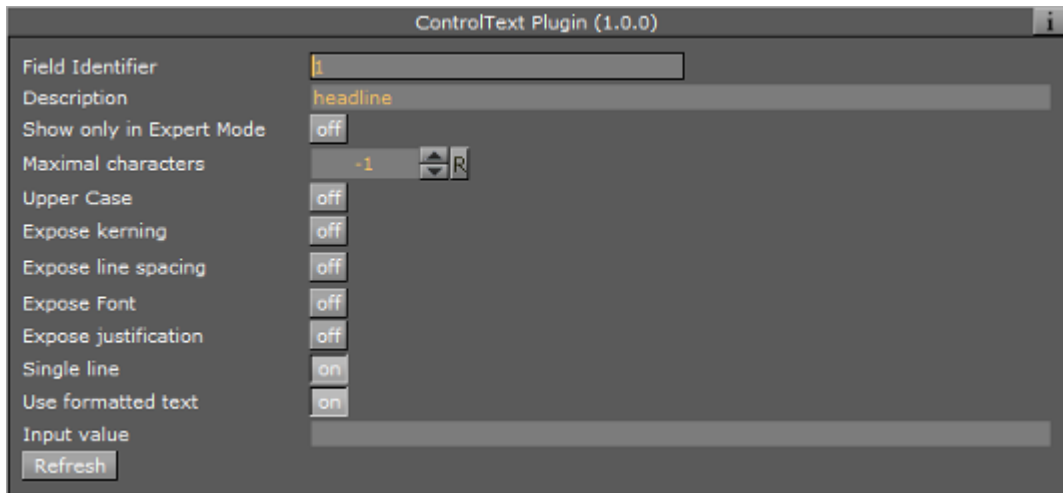 ControlText Plugin (1.0.0) i
Field Identifier 1
Description headline
Show only in Expert Mode off
Maximal characters -1 R
Upper Case off
Expose kerning off
Expose line spacing off
Expose Font off
Expose justification off
Single line on
Use formatted text on
Input value
Refresh